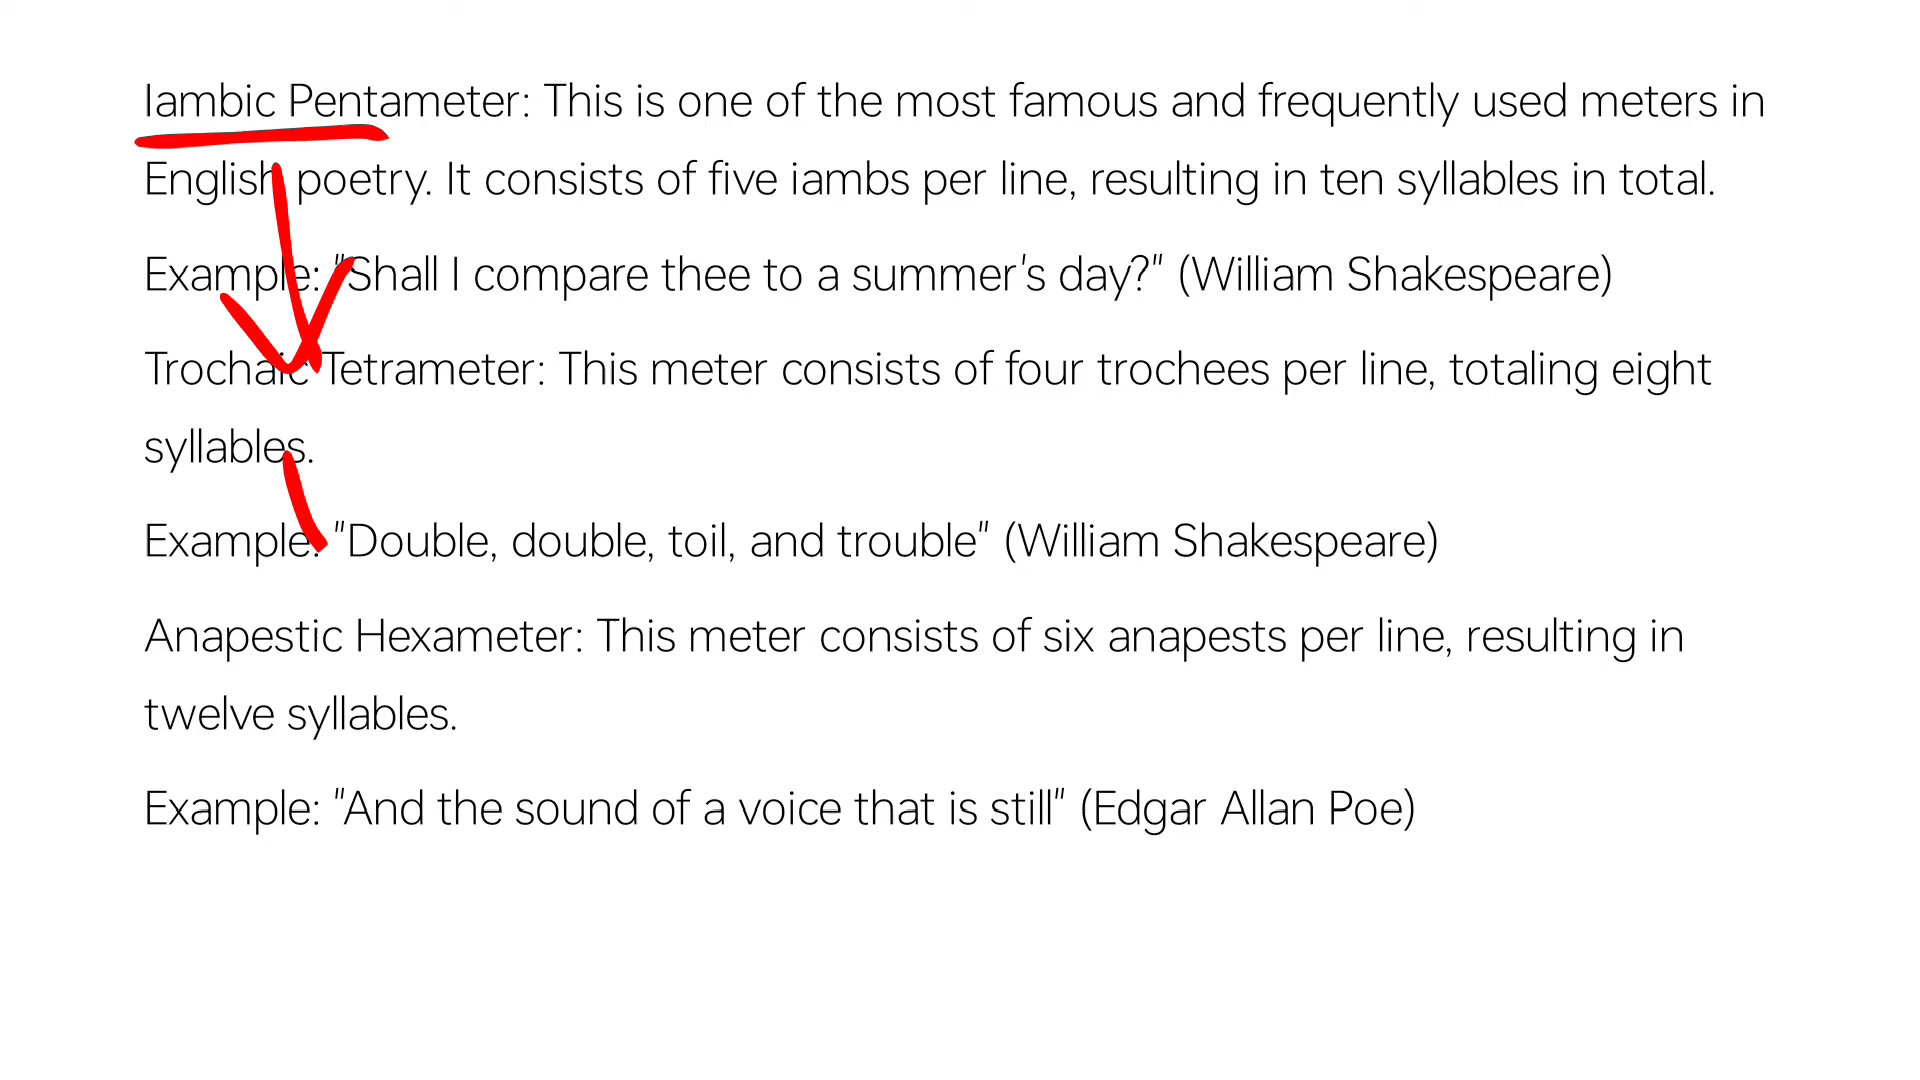 Iambic Pentameter: This is one of the most famous and frequently used meters in
English poetry. It consists of five iambs per line, resulting in ten syllables in total.
Example: "Shall I compare thee to a summer's day?" (William Shakespeare)
Trochaic Tetrameter: This meter consists of four trochees per line, totaling eight
syllables.
Example: "Double, double, toil, and trouble" (William Shakespeare)
Anapestic Hexameter: This meter consists of six anapests per line, resulting in
twelve syllables.
Example: "And the sound of a voice that is still" (Edgar Allan Poe)